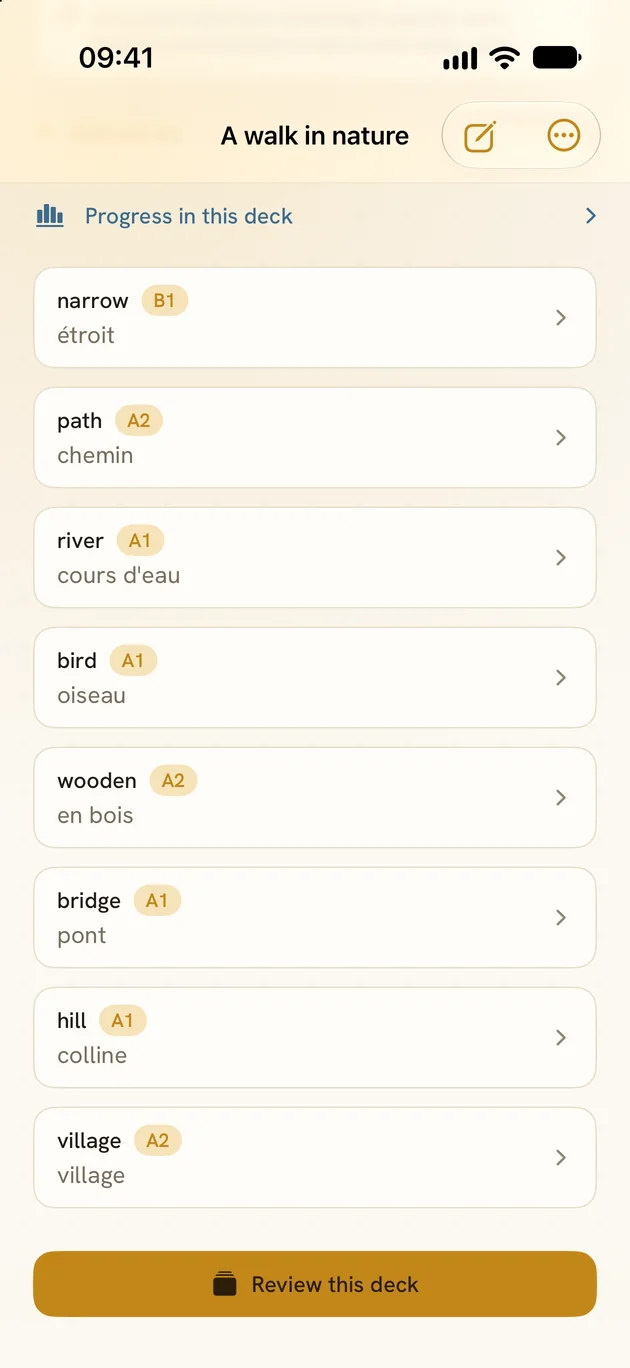 09:41
A walk in nature
Progress in this deck
narrow B1
étroit
path A2
chemin
river A1
cours d'eau
bird A1
oiseau
wooden A2
en bois
bridge A1
pont
hill A1
colline
village A2
village
Review this deck